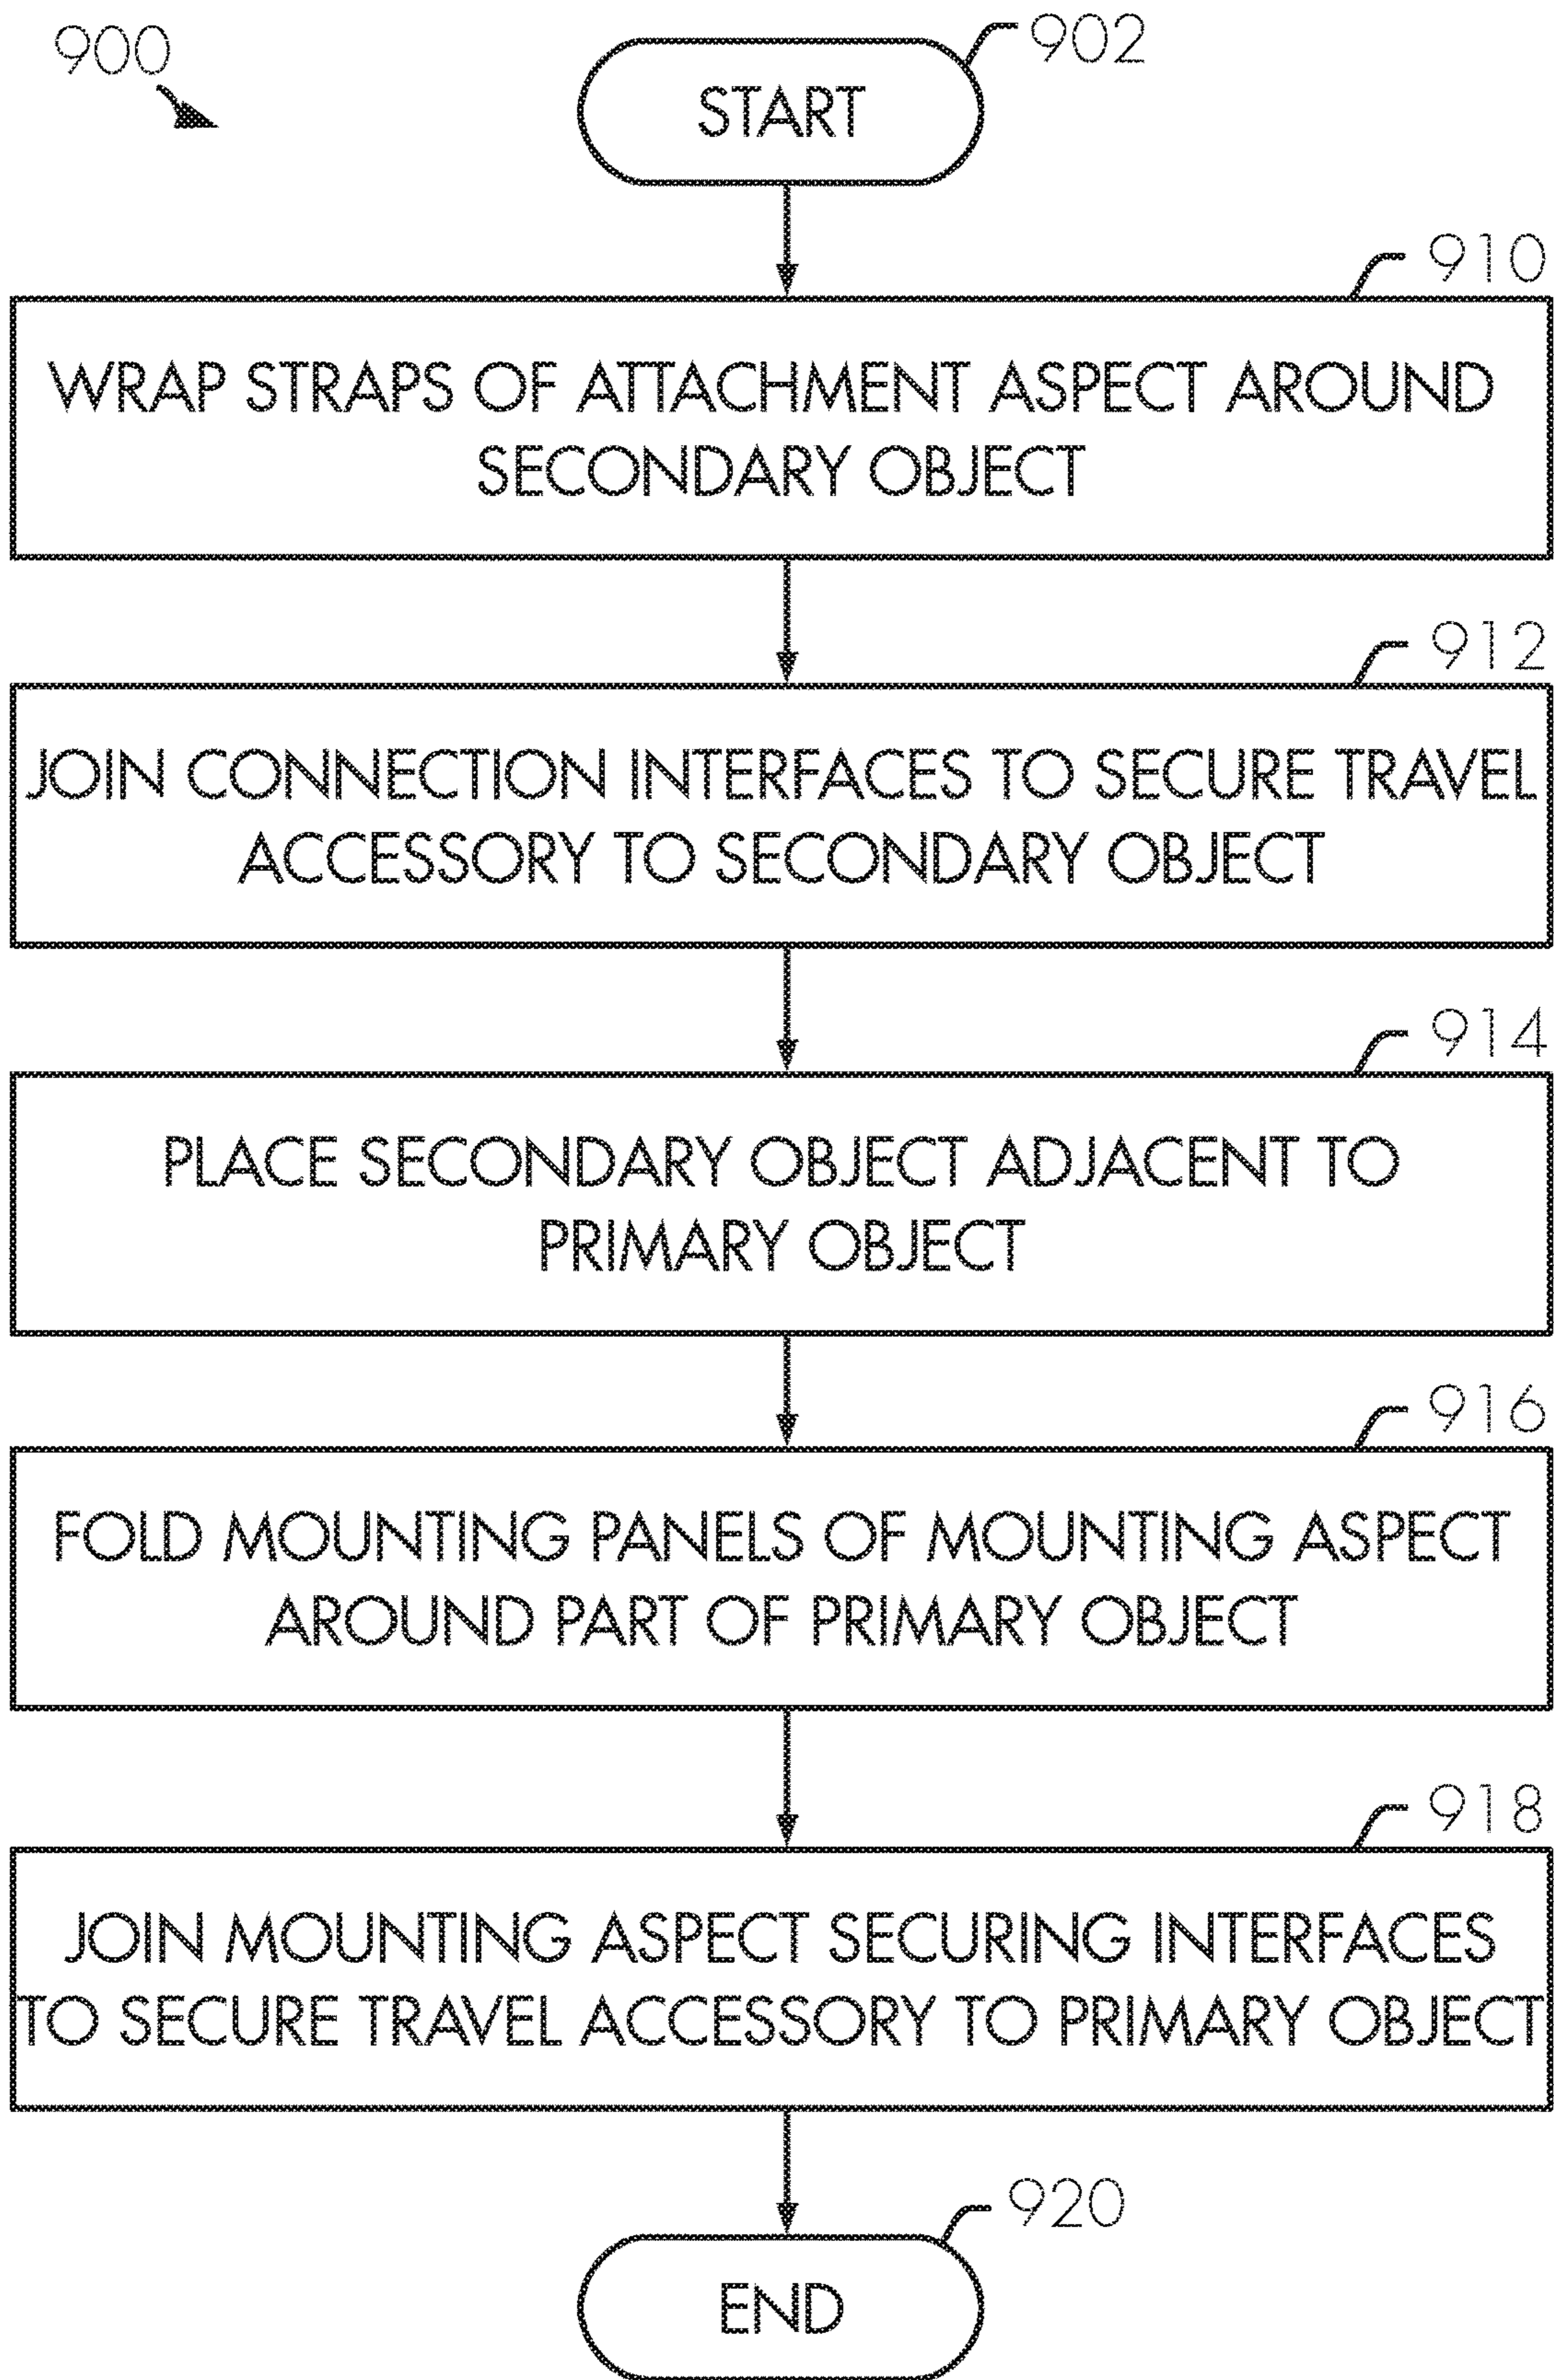 900
902
START
910
WRAP STRAPS OF ATTACHMENT ASPECT AROUND
SECONDARY OBJECT
912
JOIN CONNECTION INTERFACES TO SECURE TRAVEL
ACCESSORY TO SECONDARY OBJECT
914
PLACE SECONDARY OBJECT ADJACENT TO
PRIMARY OBJECT
916
FOLD MOUNTING PANELS OF MOUNTING ASPECT
AROUND PART OF PRIMARY OBJECT
918
JOIN MOUNTING ASPECT SECURING INTERFACES
TO SECURE TRAVEL ACCESSORY TO PRIMARY OBJECT
920
END